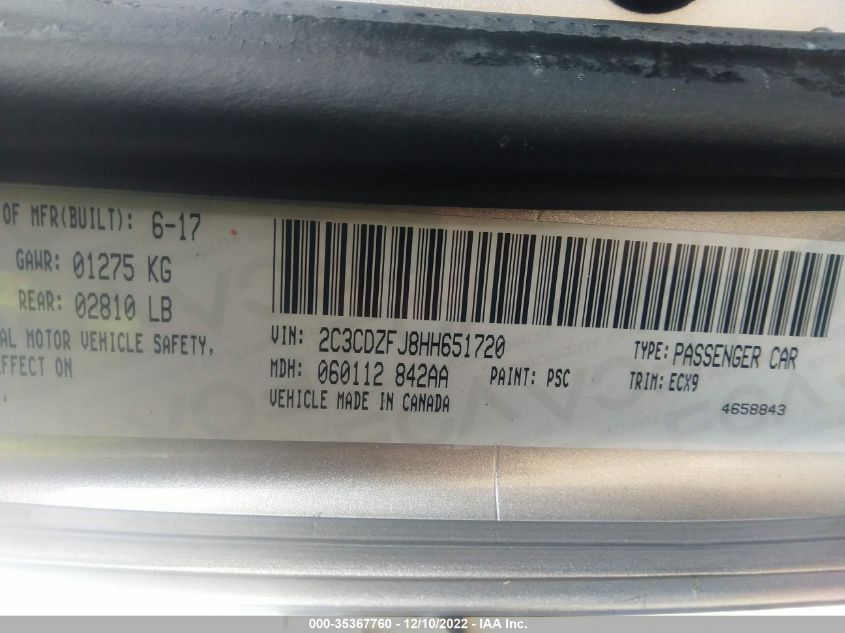 OF MFR(BUILT): 6-17
GAWR: 01275 KG
REAR: 02810 LB
AL MOTOR VEHICLE SAFETY,
EFFECT ON
VIN: 2C3CDZFJ8HH651720
TYPE: PASSENGER CAR
MDH: 060112 842AA
PAINT: PSC
TRIM: ECX9
VEHICLE MADE IN CANADA
4658843
000-35367760 - 12/10/2022 - IAA Inc.